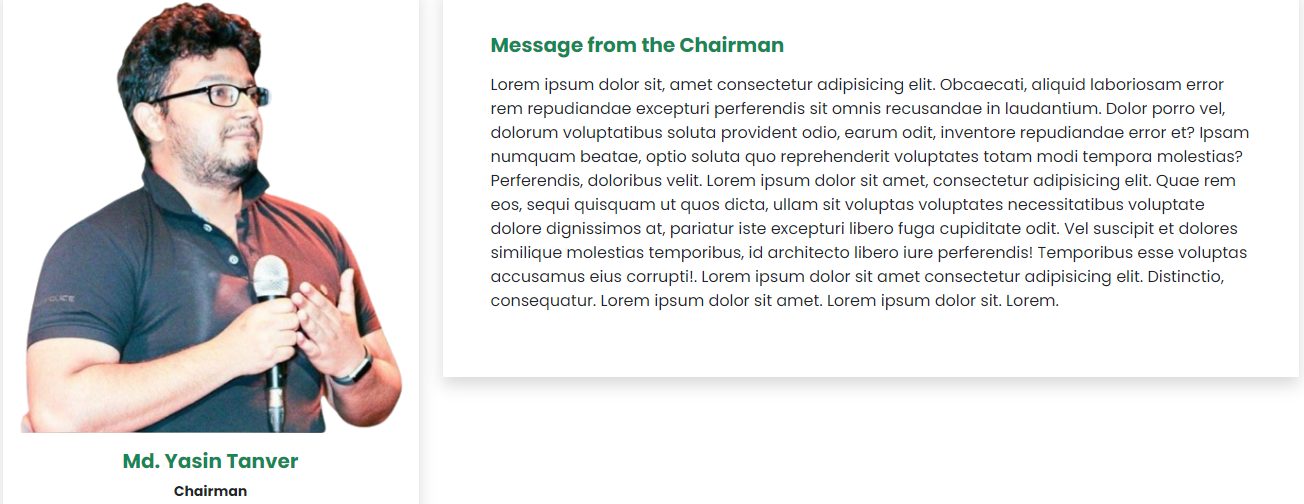 Message from the Chairman
Lorem ipsum dolor sit, amet consectetur adipisicing elit. Obcaecati, aliquid laboriosam error
rem repudiandae excepturi perferendis sit omnis recusandae in laudantium. Dolor porro vel,
dolorum voluptatibus soluta provident odio, earum odit, inventore repudiandae error et? Ipsam
numquam beatae, optio soluta quo reprehenderit voluptates totam modi tempora molestias?
Perferendis, doloribus velit. Lorem ipsum dolor sit amet, consectetur adipisicing elit. Quae rem
eos, sequi quisquam ut quos dicta, ullam sit voluptas voluptates necessitatibus voluptate
dolore dignissimos at, pariatur iste excepturi libero fuga cupiditate odit. Vel suscipit et dolores
similique molestias temporibus, id architecto libero iure perferendis! Temporibus esse voluptas
accusamus eius corrupti!. Lorem ipsum dolor sit amet consectetur adipisicing elit. Distinctio,
consequatur. Lorem ipsum dolor sit amet. Lorem ipsum dolor sit. Lorem.
Md. Yasin Tanver
Chairman